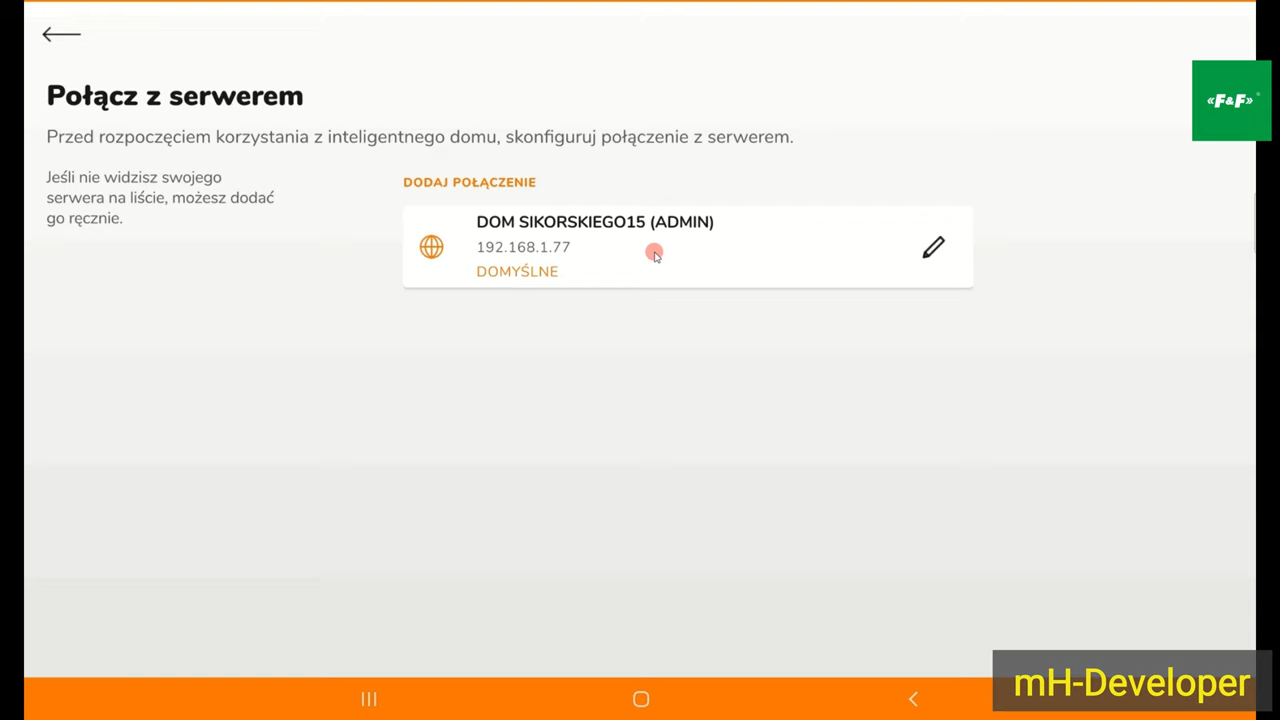 Połącz z serwerem
Przed rozpoczęciem korzystania z inteligentnego domu, skonfiguruj połączenie z serwerem.
Jeśli nie widzisz swojego
serwera na liście, możesz dodać
go ręcznie.
DODAJ POŁĄCZENIE
DOM SIKORSKIEGO15 (ADMIN)
192.168.1.77
DOMYŚLNE
«F&F»®
mH-Developer